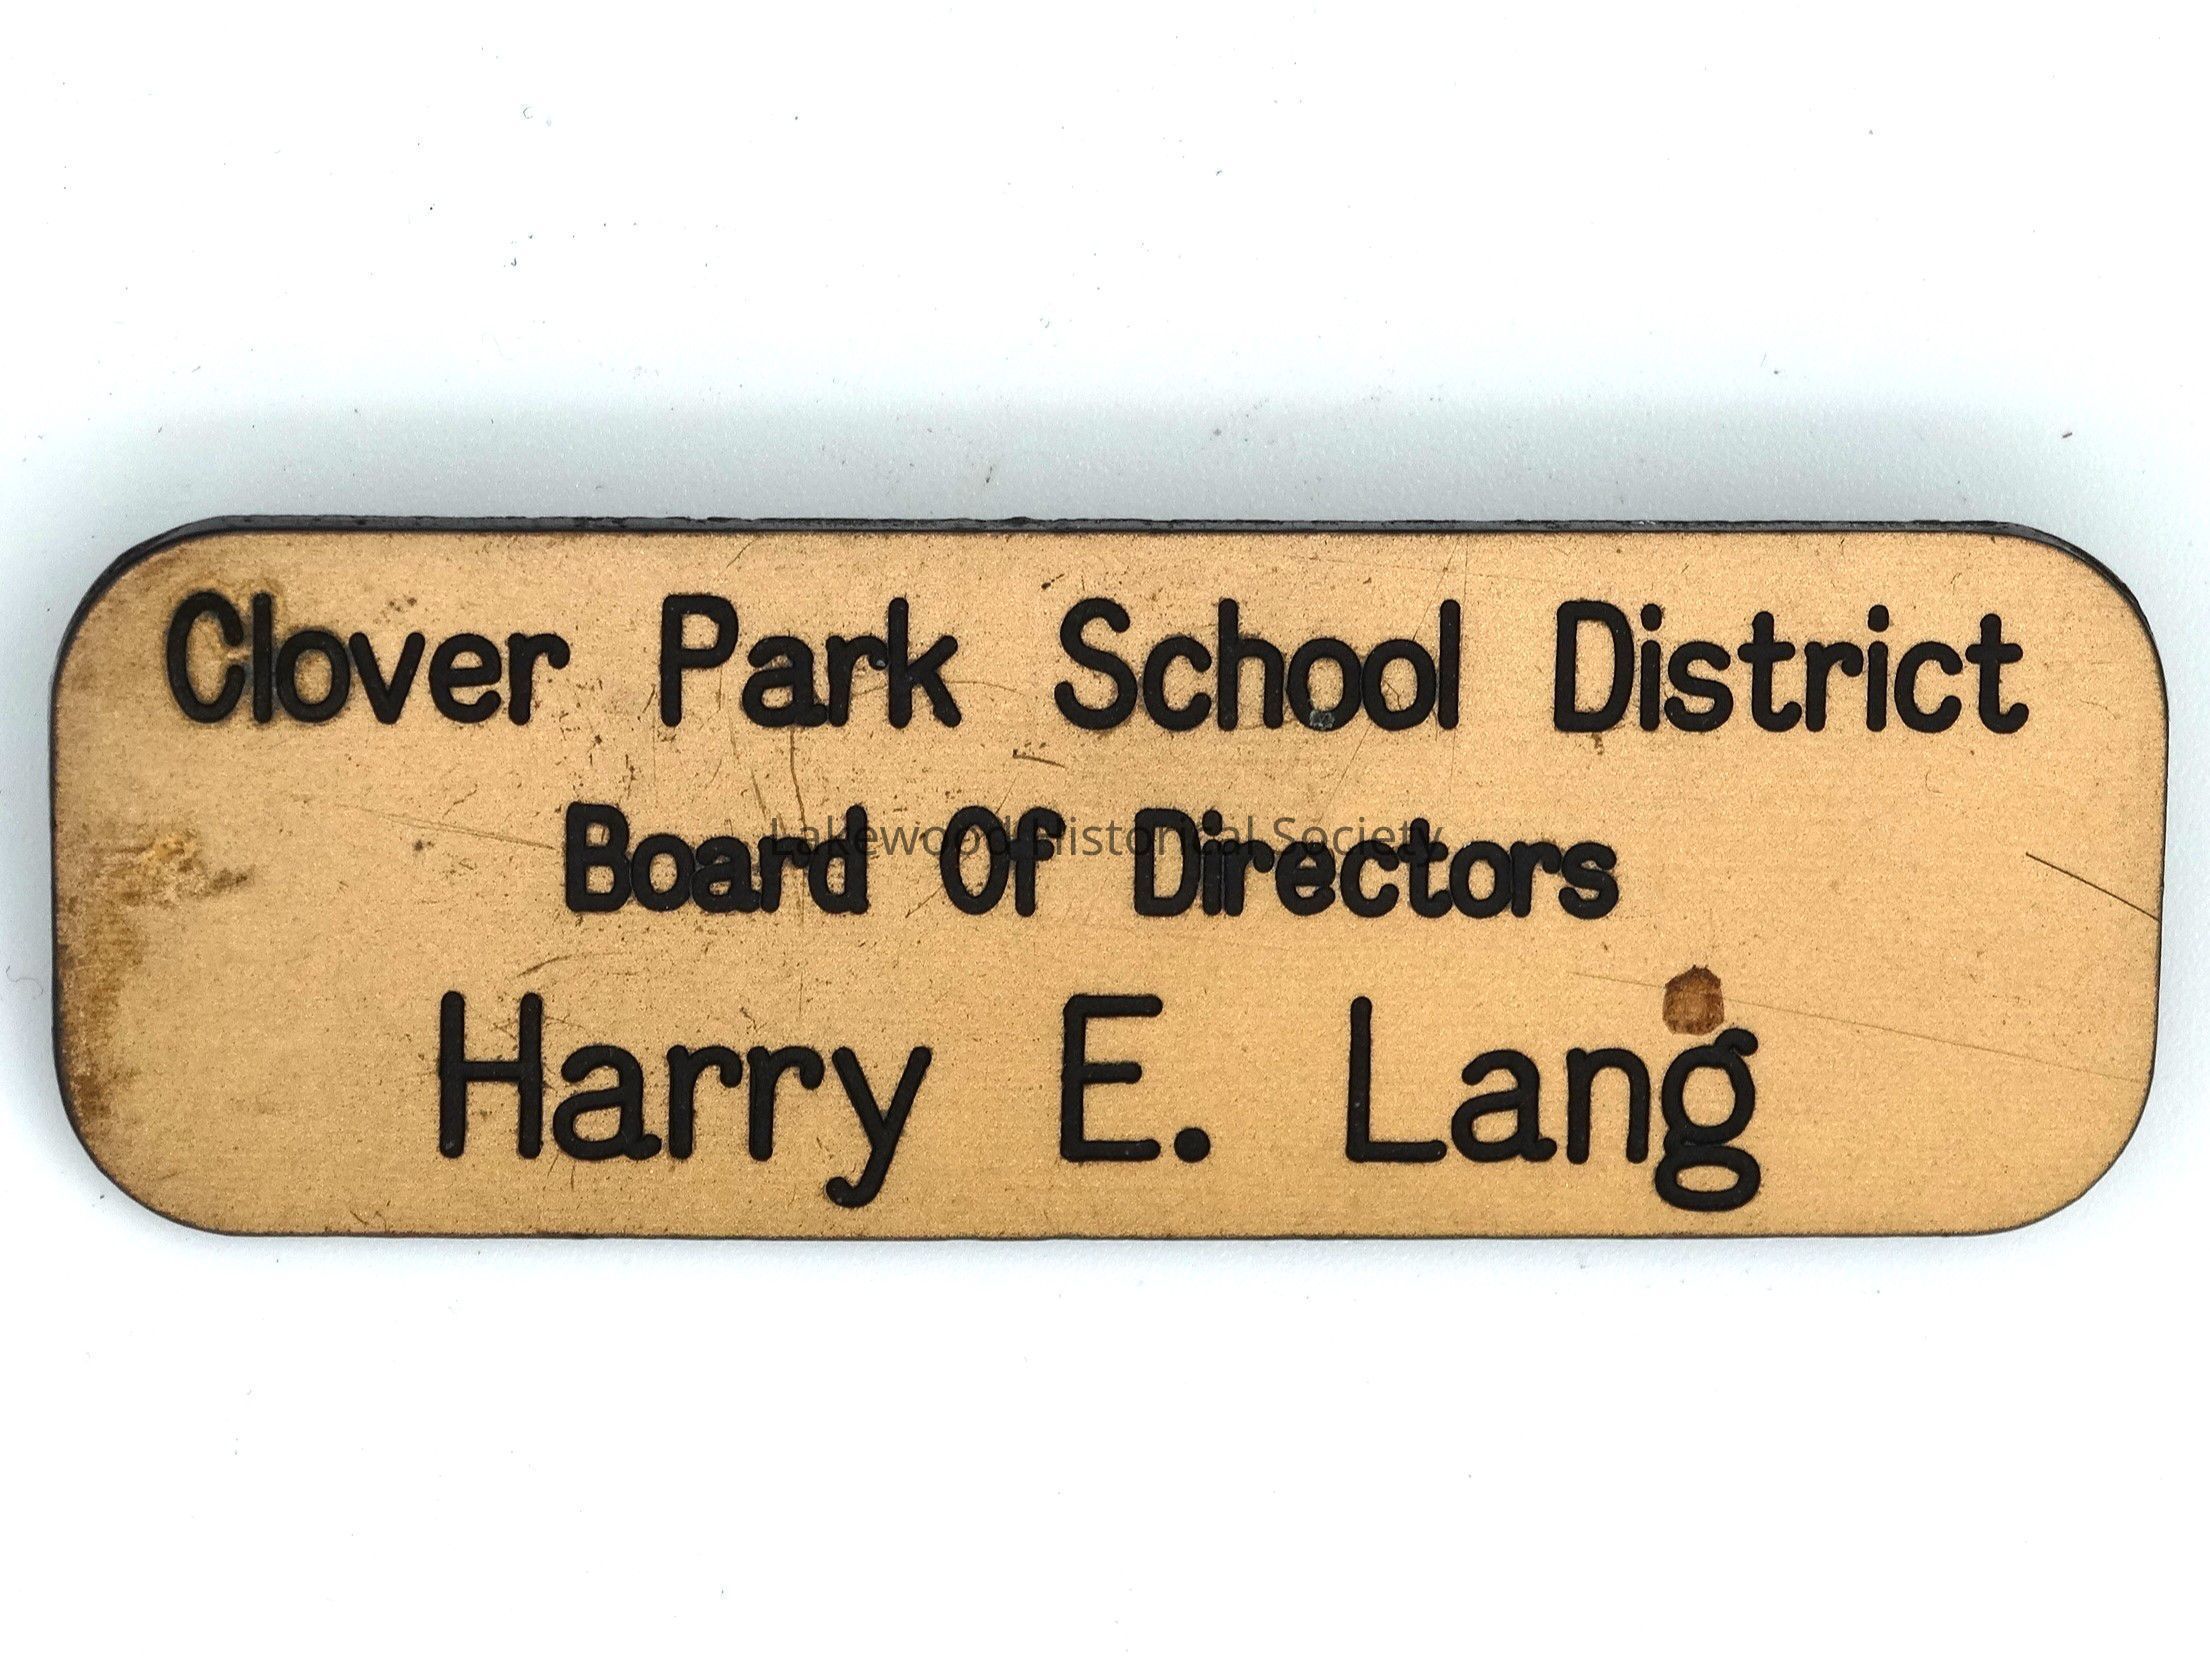 Clover Park School District
Lakewood Historical Society
Board Of Directors
Harry E. Lang